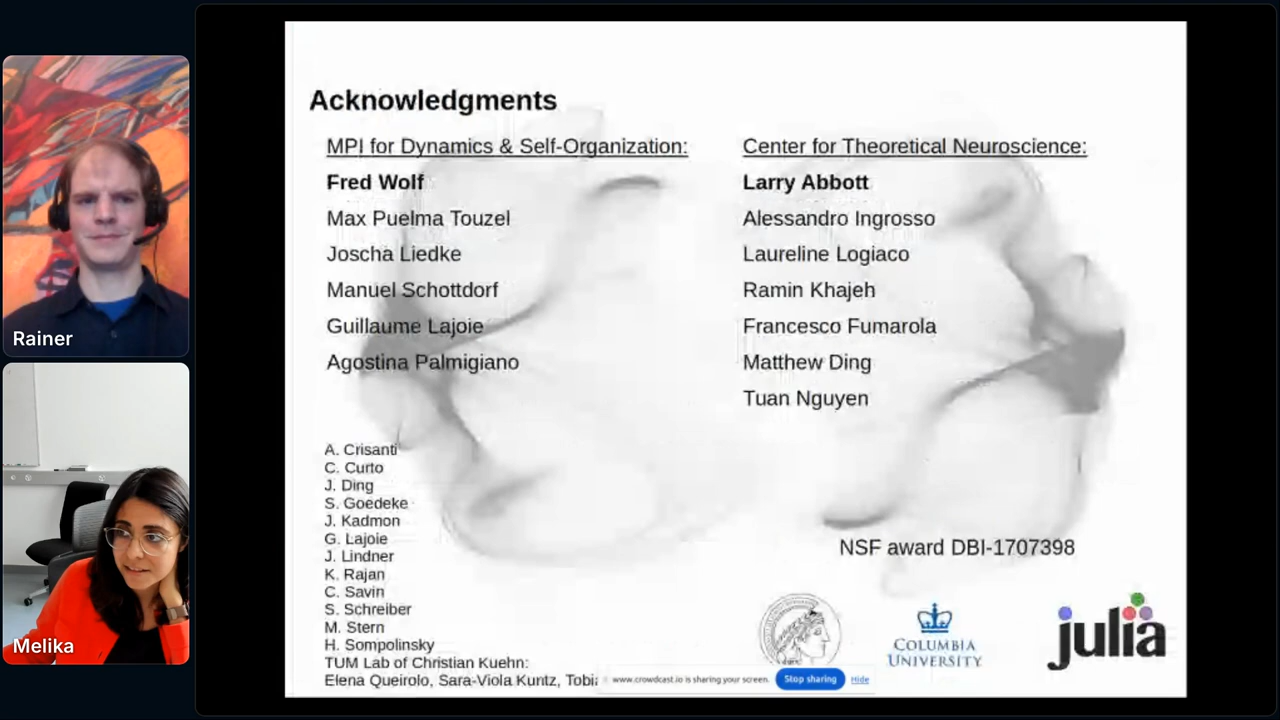 Acknowledgments
MPI for Dynamics & Self-Organization:
Fred Wolf
Max Puelma Touzel
Joscha Liedke
Manuel Schottdorf
Guillaume Lajoie
Agostina Palmigiano
Center for Theoretical Neuroscience:
Larry Abbott
Alessandro Ingrosso
Laureline Logiaco
Ramin Khajeh
Francesco Fumarola
Matthew Ding
Tuan Nguyen
A. Crisanti
C. Curto
J. Ding
S. Goedeke
J. Kadmon
G. Lajoie
J. Lindner
K. Rajan
C. Savin
S. Schreiber
M. Stern
H. Sompolinsky
TUM Lab of Christian Kuehn:
Elena Queirolo, Sara-Viola Kuntz,
NSF award DBI-1707398
COLUMBIA
UNIVERSITY
julia
www.crowdcast.io is sharing your screen. Stop sharing Hide
Rainer
Melika